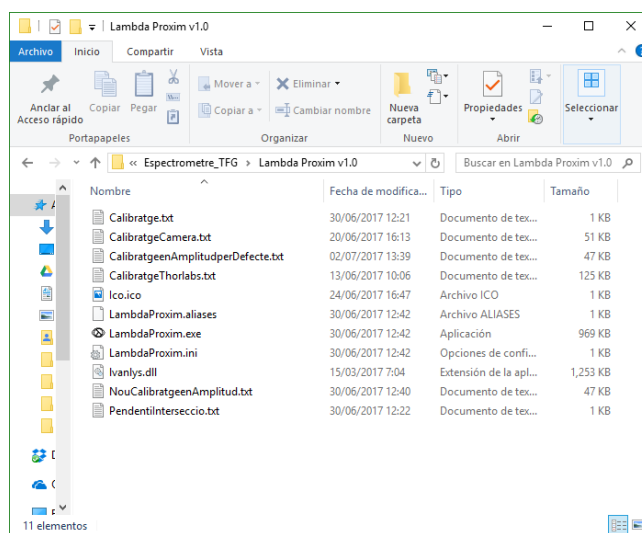 Lambda Proxim v1.0
Archivo Inicio Compartir Vista
Anclar al Acceso rápido
Copiar
Pegar
Mover a
Copiar a
Eliminar
Cambiar nombre
Nueva carpeta
Propiedades
Seleccionar
Portapapeles Organizar Nuevo Abrir
« Espectrometre_TFG > Lambda Proxim v1.0 Buscar en Lambda Proxim v1.0
Nombre Fecha de modifica... Tipo Tamaño
Calibratge.txt 30/06/2017 12:21 Documento de tex... 1 KB
CalibratgeCamera.txt 20/06/2017 16:13 Documento de tex... 51 KB
CalibratgeenAmplitudperDefecte.txt 02/07/2017 13:39 Documento de tex... 47 KB
CalibratgeThorlabs.txt 13/06/2017 10:06 Documento de tex... 125 KB
Ico.ico 24/06/2017 16:47 Archivo ICO 1 KB
LambdaProxim.aliases 30/06/2017 12:42 Archivo ALIASES 1 KB
LambdaProxim.exe 30/06/2017 12:42 Aplicación 969 KB
LambdaProxim.ini 30/06/2017 12:42 Opciones de confi... 1 KB
lvanlys.dll 15/03/2017 7:04 Extensión de la apl... 1,253 KB
NouCalibratgeenAmplitud.txt 30/06/2017 12:40 Documento de tex... 47 KB
PendentiInterseccio.txt 30/06/2017 12:22 Documento de tex... 1 KB
11 elementos